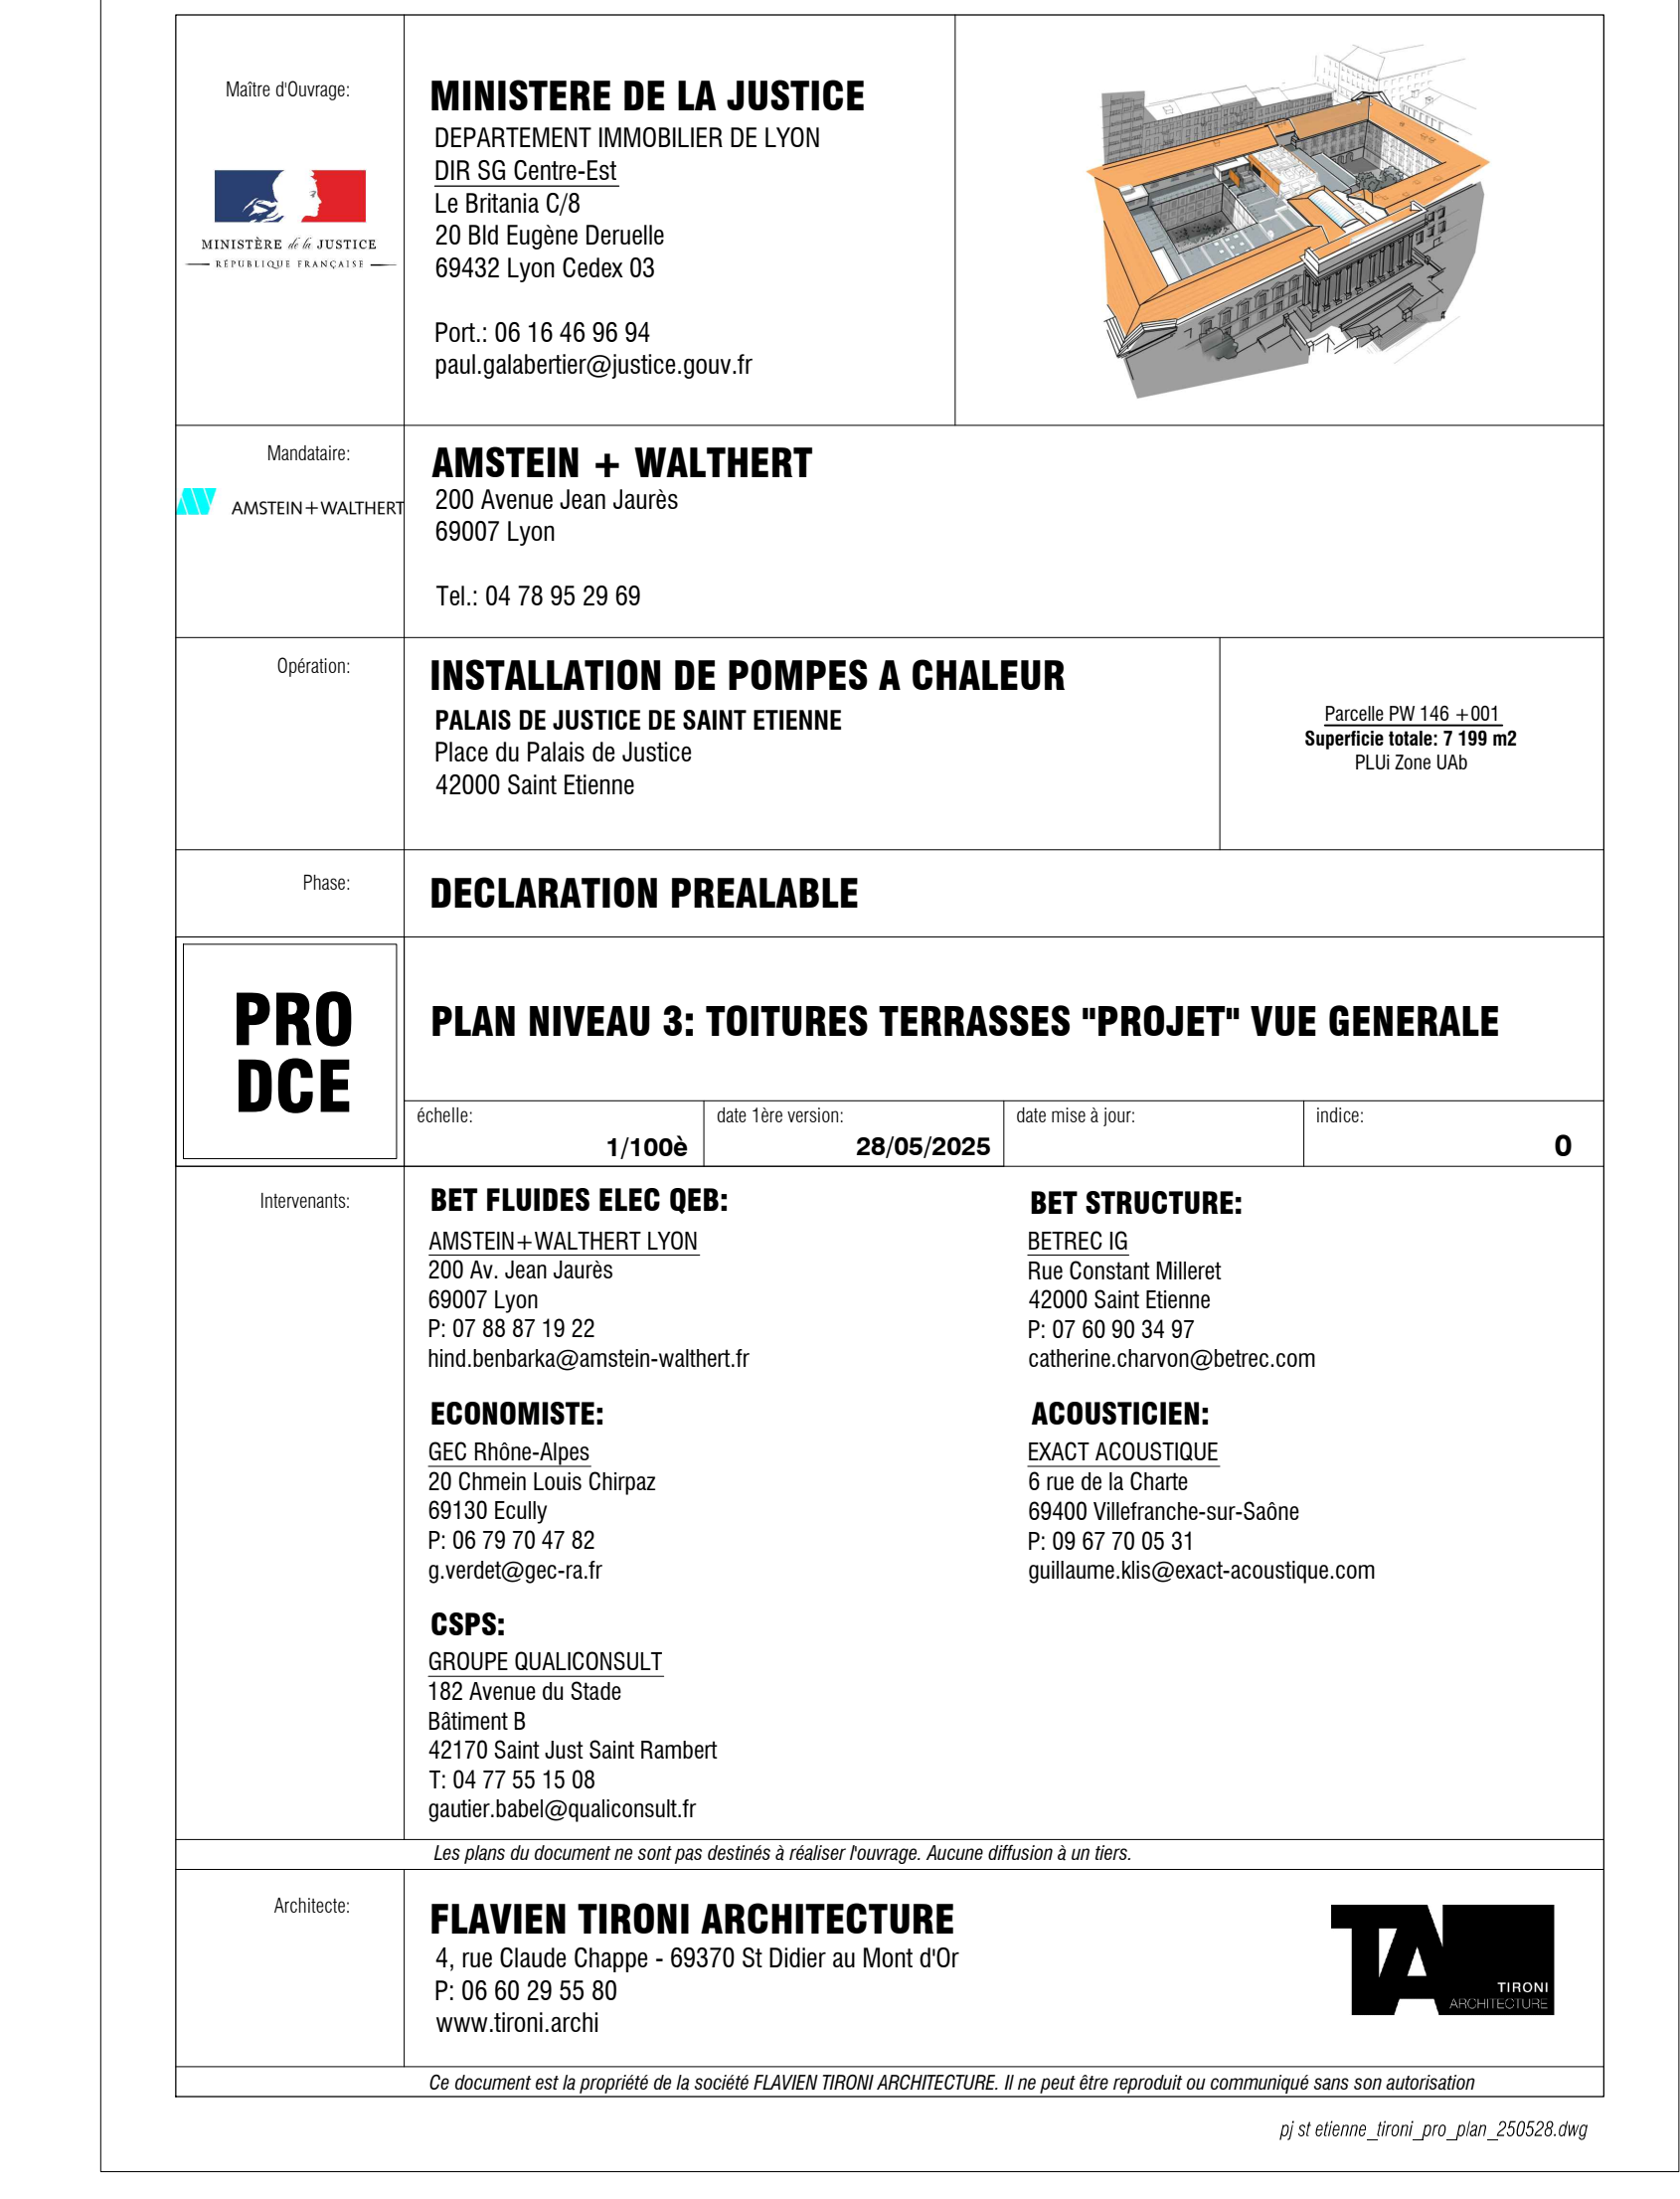 Maître d'Ouvrage:
MINISTÈRE de la JUSTICE
RÉPUBLIQUE FRANÇAISE
MINISTERE DE LA JUSTICE
DEPARTEMENT IMMOBILIER DE LYON
DIR SG Centre-Est
Le Britania C/8
20 Bld Eugène Deruelle
69432 Lyon Cedex 03
Port.: 06 16 46 96 94
paul.galabertier@justice.gouv.fr
Mandataire:
AMSTEIN+WALTHERT
AMSTEIN + WALTHERT
200 Avenue Jean Jaurès
69007 Lyon
Tel.: 04 78 95 29 69
Opération:
INSTALLATION DE POMPES A CHALEUR
PALAIS DE JUSTICE DE SAINT ETIENNE
Place du Palais de Justice
42000 Saint Etienne
Parcelle PW 146 +001
Superficie totale: 7 199 m2
PLUi Zone UAb
Phase:
DECLARATION PREALABLE
PRO
DCE
PLAN NIVEAU 3: TOITURES TERRASSES "PROJET" VUE GENERALE
échelle:
1/100è
date 1ère version:
28/05/2025
date mise à jour:
indice:
0
Intervenants:
BET FLUIDES ELEC QEB:
AMSTEIN+WALTHERT LYON
200 Av. Jean Jaurès
69007 Lyon
P: 07 88 87 19 22
hind.benbarka@amstein-walthert.fr
BET STRUCTURE:
BETREC IG
Rue Constant Milleret
42000 Saint Etienne
P: 07 60 90 34 97
catherine.charvon@betrec.com
ECONOMISTE:
GEC Rhône-Alpes
20 Chmein Louis Chirpaz
69130 Ecully
P: 06 79 70 47 82
g.verdet@gec-ra.fr
ACOUSTICIEN:
EXACT ACOUSTIQUE
6 rue de la Charte
69400 Villefranche-sur-Saône
P: 09 67 70 05 31
guillaume.klis@exact-acoustique.com
CSPS:
GROUPE QUALICONSULT
182 Avenue du Stade
Bâtiment B
42170 Saint Just Saint Rambert
T: 04 77 55 15 08
gautier.babel@qualiconsult.fr
Les plans du document ne sont pas destinés à réaliser l'ouvrage. Aucune diffusion à un tiers.
Architecte:
FLAVIEN TIRONI ARCHITECTURE
4, rue Claude Chappe - 69370 St Didier au Mont d'Or
P: 06 60 29 55 80
www.tironi.archi
TA
TIRONI
ARCHITECTURE
Ce document est la propriété de la société FLAVIEN TIRONI ARCHITECTURE. Il ne peut être reproduit ou communiqué sans son autorisation
pj st etienne_tironi_pro_plan_250528.dwg